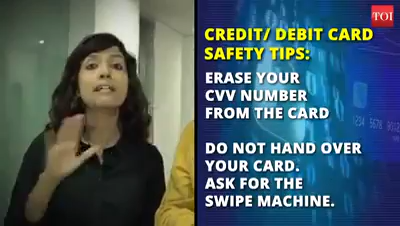 TOI
CREDIT/ DEBIT CARD
SAFETY TIPS:
ERASE YOUR
CVV NUMBER
FROM THE CARD
DO NOT HAND OVER
YOUR CARD.
ASK FOR THE
SWIPE MACHINE.